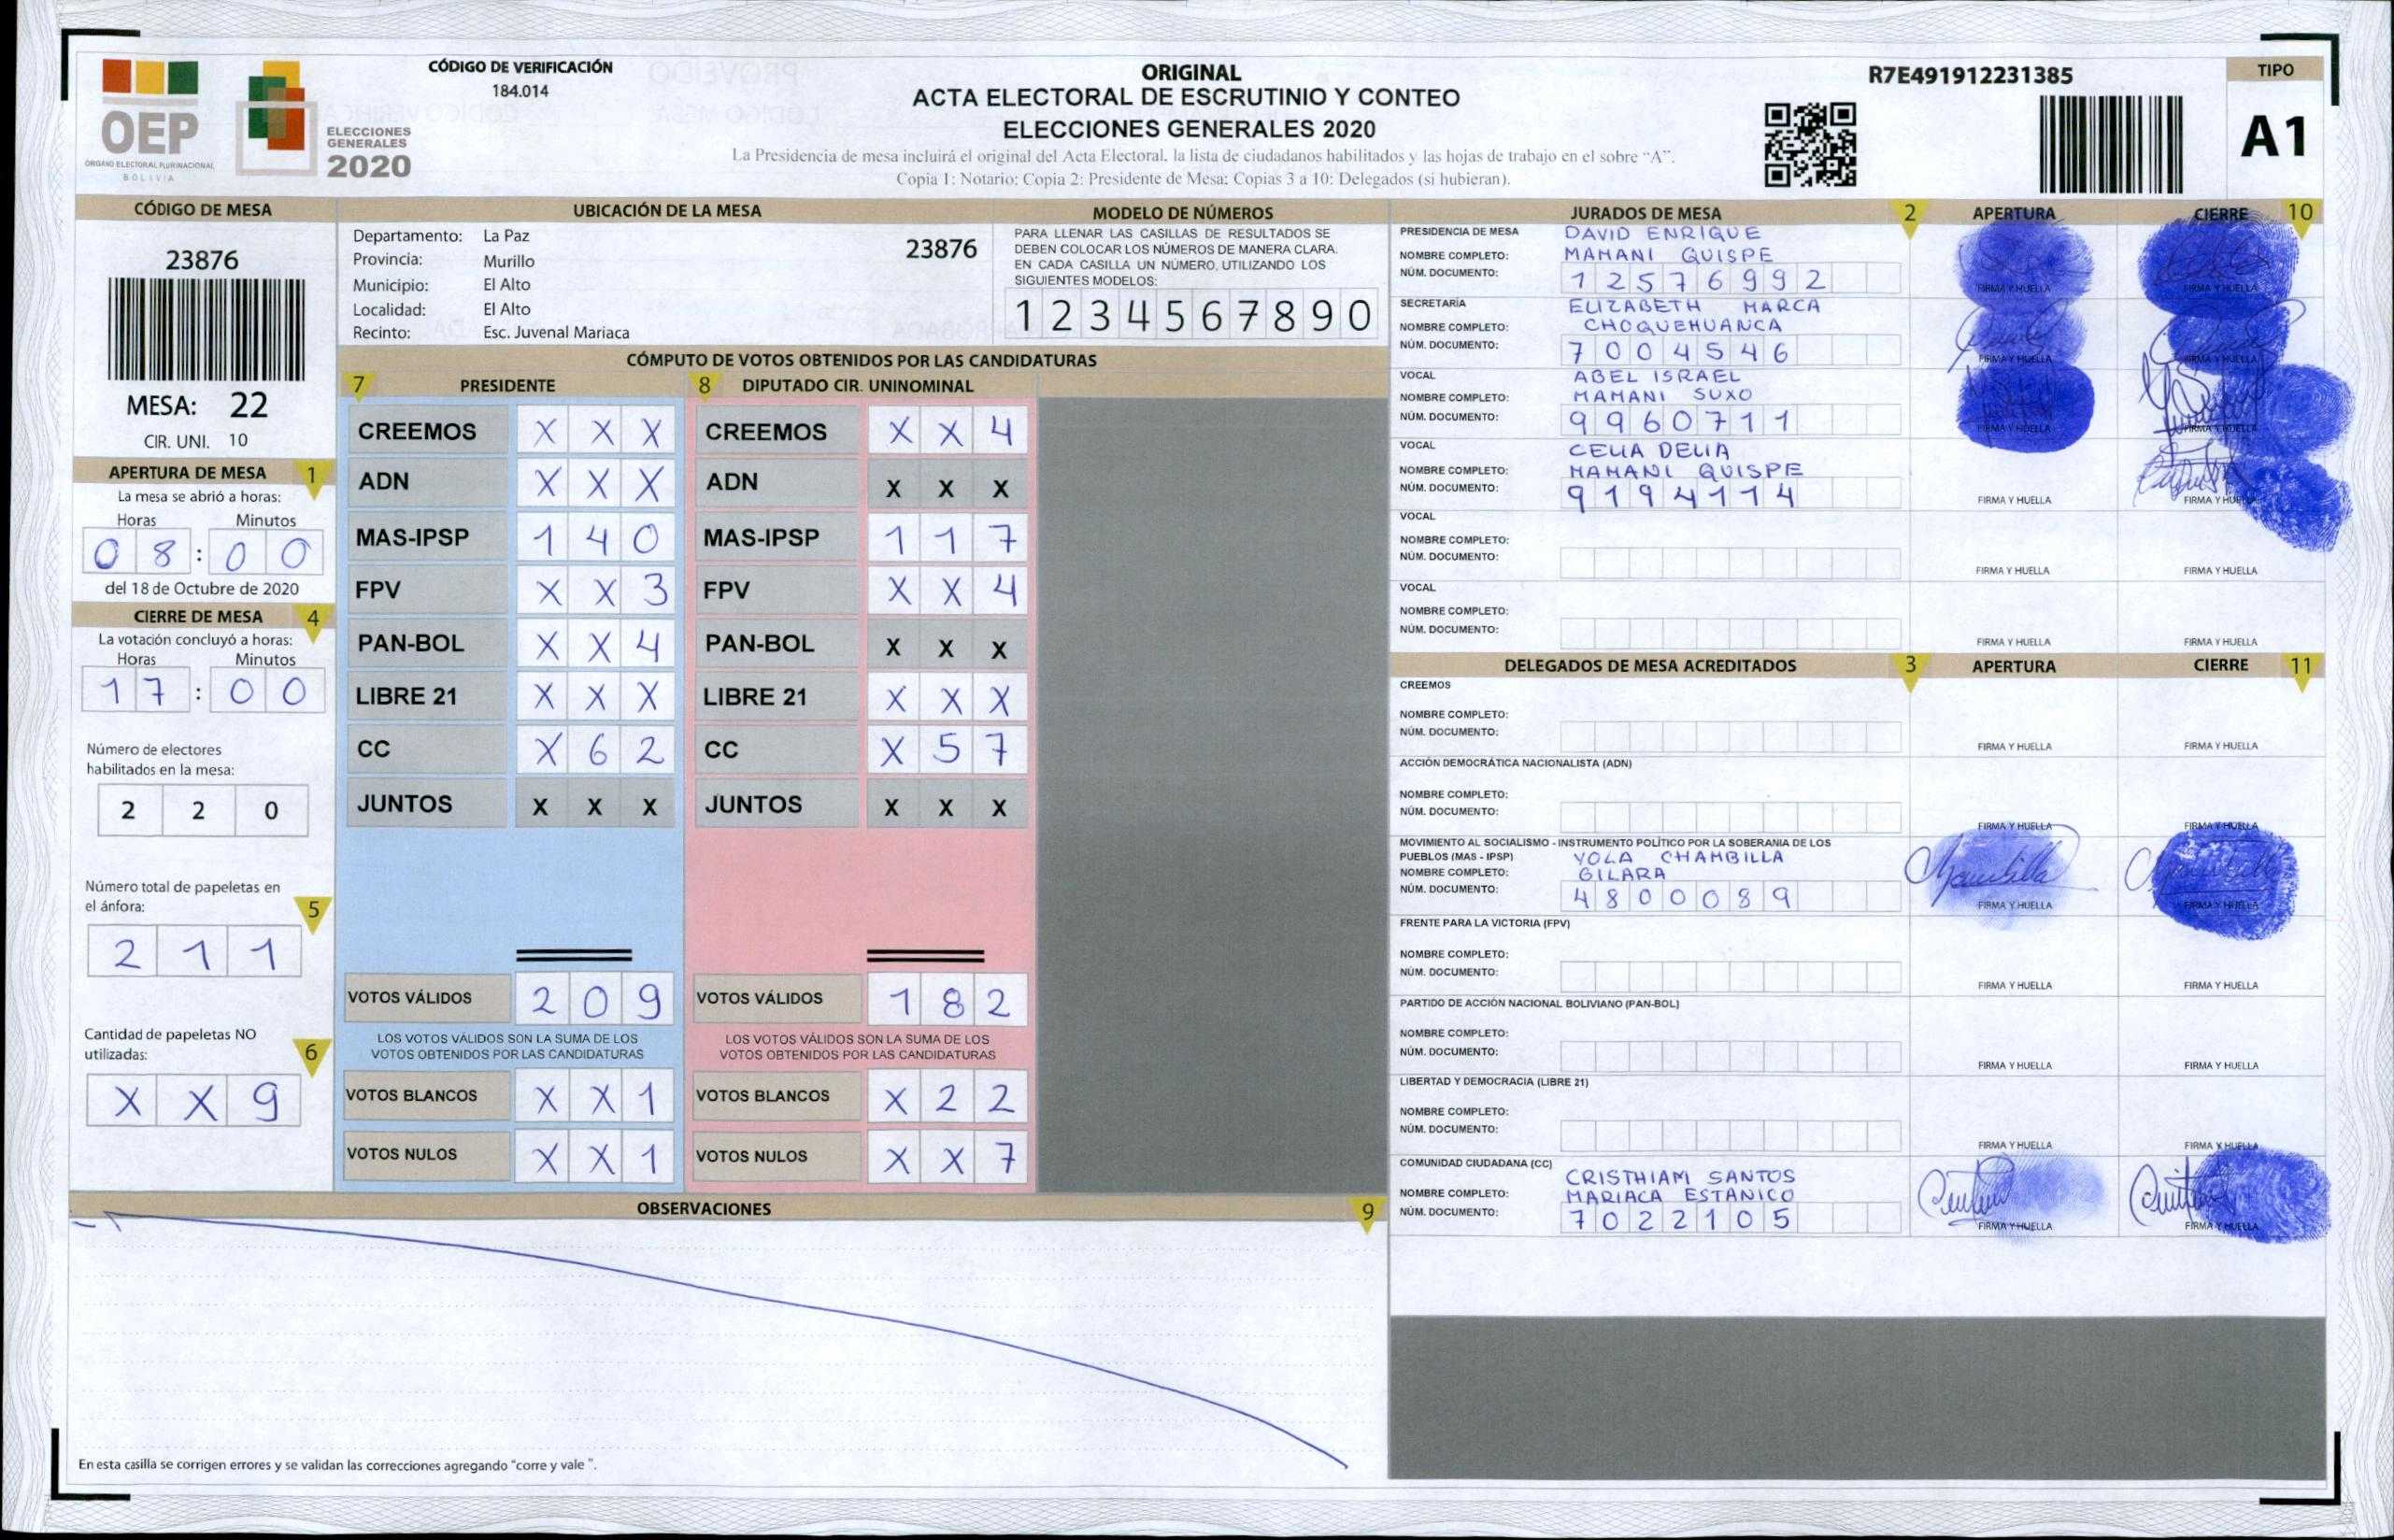 OEP
ÓRGANO ELECTORAL PLURINACIONAL
BOLIVIA
ELECCIONES
GENERALES
2020
CÓDIGO DE VERIFICACIÓN
184.014
ORIGINAL
ACTA ELECTORAL DE ESCRUTINIO Y CONTEO
ELECCIONES GENERALES 2020
La Presidencia de mesa incluirá el original del Acta Electoral, la lista de ciudadanos habilitados y las hojas de trabajo en el sobre "A".
Copia 1: Notario; Copia 2: Presidente de Mesa; Copias 3 a 10: Delegados (si hubieran).
R7E491912231385
TIPO
A1
CÓDIGO DE MESA
23876
MESA: 22
CIR. UNI. 10
APERTURA DE MESA 1
La mesa se abrió a horas:
Horas Minutos
0 8 : 0 0
del 18 de Octubre de 2020
CIERRE DE MESA 4
La votación concluyó a horas:
Horas Minutos
1 7 : 0 0
Número de electores
habilitados en la mesa:
2 2 0
Número total de papeletas en
el ánfora: 5
2 1 1
Cantidad de papeletas NO
utilizadas: 6
X X 9
UBICACIÓN DE LA MESA
Departamento: La Paz
23876
Provincia: Murillo
Municipio: El Alto
Localidad: El Alto
Recinto: Esc. Juvenal Mariaca
MODELO DE NÚMEROS
PARA LLENAR LAS CASILLAS DE RESULTADOS SE
DEBEN COLOCAR LOS NÚMEROS DE MANERA CLARA.
EN CADA CASILLA UN NÚMERO, UTILIZANDO LOS
SIGUIENTES MODELOS:
1 2 3 4 5 6 7 8 9 0
CÓMPUTO DE VOTOS OBTENIDOS POR LAS CANDIDATURAS
7 PRESIDENTE 8 DIPUTADO CIR. UNINOMINAL
CREEMOS X X X CREEMOS X X 4
ADN X X X ADN X X X
MAS-IPSP 1 4 0 MAS-IPSP 1 1 7
FPV X X 3 FPV X X 4
PAN-BOL X X 4 PAN-BOL X X X
LIBRE 21 X X X LIBRE 21 X X X
CC X 6 2 CC X 5 7
JUNTOS X X X JUNTOS X X X
VOTOS VÁLIDOS 2 0 9 VOTOS VÁLIDOS 1 8 2
LOS VOTOS VÁLIDOS SON LA SUMA DE LOS LOS VOTOS VÁLIDOS SON LA SUMA DE LOS
VOTOS OBTENIDOS POR LAS CANDIDATURAS VOTOS OBTENIDOS POR LAS CANDIDATURAS
VOTOS BLANCOS X X 1 VOTOS BLANCOS X 2 2
VOTOS NULOS X X 1 VOTOS NULOS X X 7
OBSERVACIONES 9
En esta casilla se corrigen errores y se validan las correcciones agregando "corre y vale ".
JURADOS DE MESA 2 APERTURA CIERRE 10
PRESIDENCIA DE MESA DAVID ENRIQUE
NOMBRE COMPLETO: MAMANI QUISPE
NÚM. DOCUMENTO: 1 2 5 7 6 9 9 2
FIRMA Y HUELLA FIRMA Y HUELLA
SECRETARÍA ELIZABETH MARCA
NOMBRE COMPLETO: CHOQUEHUANCA
NÚM. DOCUMENTO: 7 0 0 4 5 4 6
FIRMA Y HUELLA FIRMA Y HUELLA
VOCAL ABEL ISRAEL
NOMBRE COMPLETO: MAMANI SUXO
NÚM. DOCUMENTO: 9 9 6 0 7 1 1
FIRMA Y HUELLA FIRMA Y HUELLA
VOCAL CELIA DELIA
NOMBRE COMPLETO: MAMANI QUISPE
NÚM. DOCUMENTO: 9 1 9 4 1 1 4
FIRMA Y HUELLA FIRMA Y HUELLA
VOCAL
NOMBRE COMPLETO:
NÚM. DOCUMENTO:
FIRMA Y HUELLA FIRMA Y HUELLA
VOCAL
NOMBRE COMPLETO:
NÚM. DOCUMENTO:
FIRMA Y HUELLA FIRMA Y HUELLA
DELEGADOS DE MESA ACREDITADOS 3 APERTURA CIERRE 11
CREEMOS
NOMBRE COMPLETO:
NÚM. DOCUMENTO:
FIRMA Y HUELLA FIRMA Y HUELLA
ACCIÓN DEMOCRÁTICA NACIONALISTA (ADN)
NOMBRE COMPLETO:
NÚM. DOCUMENTO:
FIRMA Y HUELLA FIRMA Y HUELLA
MOVIMIENTO AL SOCIALISMO - INSTRUMENTO POLÍTICO POR LA SOBERANIA DE LOS
PUEBLOS (MAS - IPSP) YOLA CHAMBILLA
NOMBRE COMPLETO: GILARA
NÚM. DOCUMENTO: 4 8 0 0 0 8 9
FIRMA Y HUELLA FIRMA Y HUELLA
FRENTE PARA LA VICTORIA (FPV)
NOMBRE COMPLETO:
NÚM. DOCUMENTO:
FIRMA Y HUELLA FIRMA Y HUELLA
PARTIDO DE ACCIÓN NACIONAL BOLIVIANO (PAN-BOL)
NOMBRE COMPLETO:
NÚM. DOCUMENTO:
FIRMA Y HUELLA FIRMA Y HUELLA
LIBERTAD Y DEMOCRACIA (LIBRE 21)
NOMBRE COMPLETO:
NÚM. DOCUMENTO:
FIRMA Y HUELLA FIRMA Y HUELLA
COMUNIDAD CIUDADANA (CC) CRISTHIAM SANTOS
NOMBRE COMPLETO: MARIACA ESTANICO
NÚM. DOCUMENTO: 7 0 2 2 1 0 5
FIRMA Y HUELLA FIRMA Y HUELLA